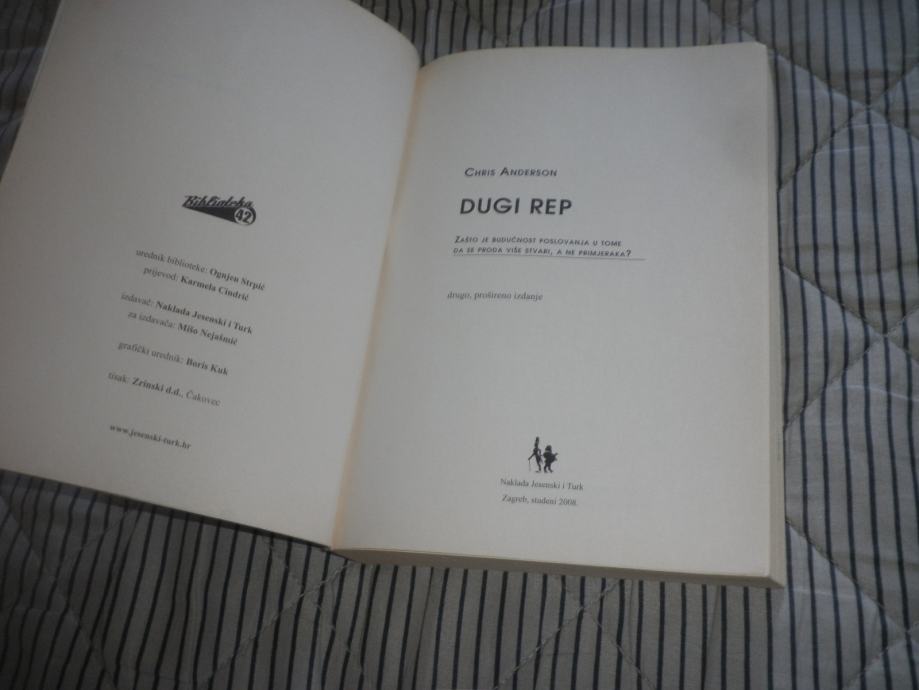 Biblioteka
42
urednik biblioteke: Ognjen Strpić
prijevod: Karmela Cindrić
izdavač: Naklada Jesenski i Turk
za izdavača: Mišo Nejašmić
grafički urednik: Boris Kuk
tisak: Zrinski d.d., Čakovec
www.jesenski-turk.hr
CHRIS ANDERSON
DUGI REP
ZAŠTO JE BUDUĆNOST POSLOVANJA U TOME
DA SE PRODA VIŠE STVARI, A NE PRIMJERAKA?
drugo, prošireno izdanje
Naklada Jesenski i Turk
Zagreb, studeni 2008.